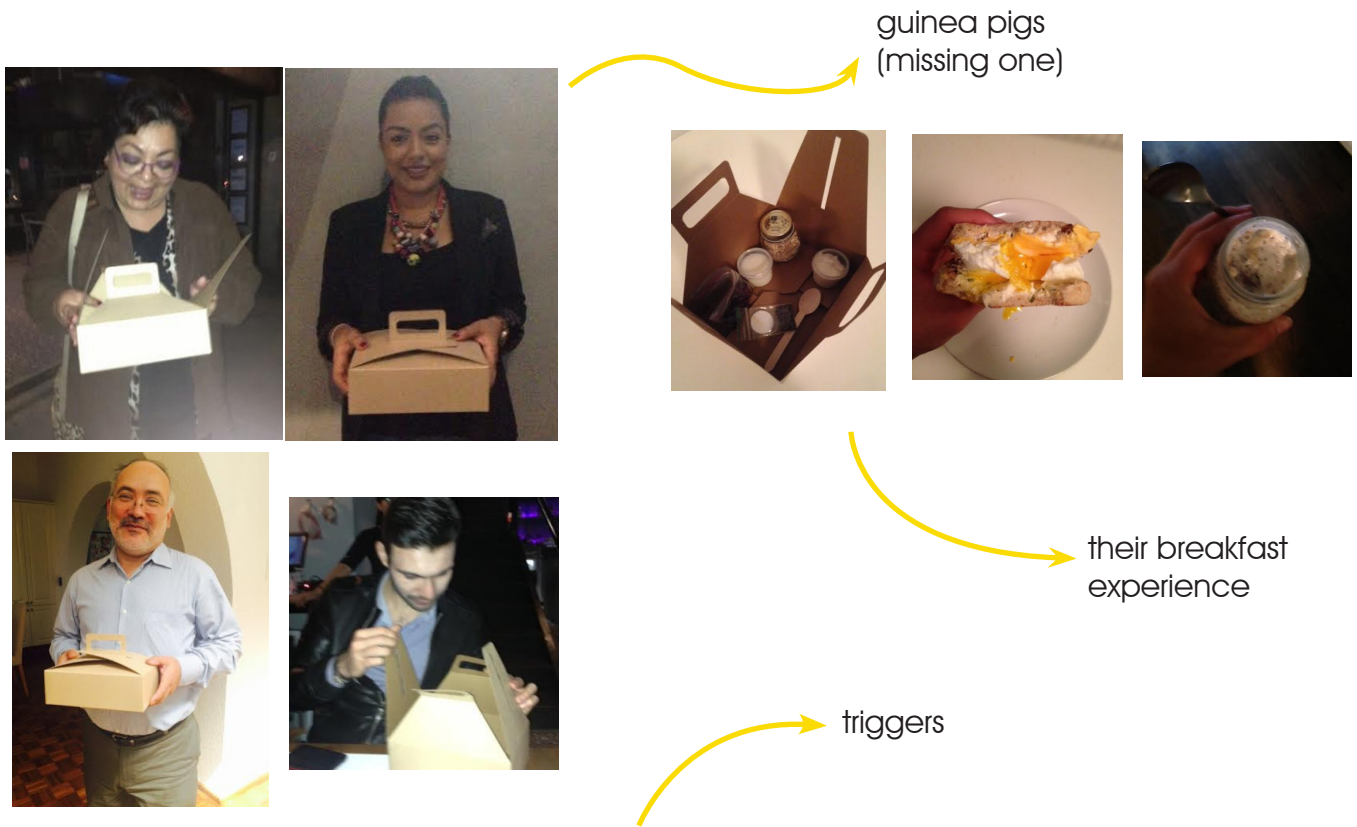 guinea pigs
(missing one)
their breakfast
experience
triggers